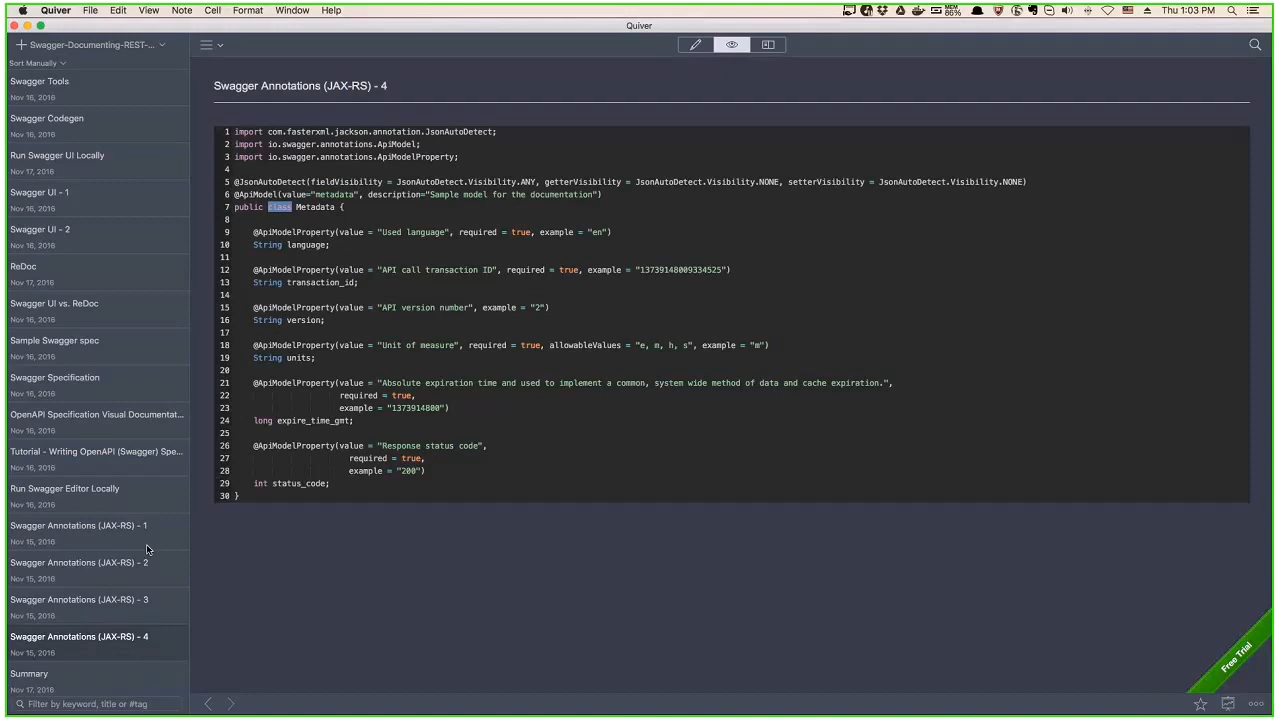 Quiver File Edit View Note Cell Format Window Help MEM 86% Thu 1:03 PM
Quiver
Swagger-Documenting-REST-...
Sort Manually
Swagger Tools
Nov 16, 2016
Swagger Codegen
Nov 16, 2016
Run Swagger UI Locally
Nov 17, 2016
Swagger UI - 1
Nov 16, 2016
Swagger UI - 2
Nov 16, 2016
ReDoc
Nov 17, 2016
Swagger UI vs. ReDoc
Nov 16, 2016
Sample Swagger spec
Nov 16, 2016
Swagger Specification
Nov 16, 2016
OpenAPI Specification Visual Documentat...
Nov 16, 2016
Tutorial - Writing OpenAPI (Swagger) Spe...
Nov 16, 2016
Run Swagger Editor Locally
Nov 16, 2016
Swagger Annotations (JAX-RS) - 1
Nov 15, 2016
Swagger Annotations (JAX-RS) - 2
Nov 15, 2016
Swagger Annotations (JAX-RS) - 3
Nov 15, 2016
Swagger Annotations (JAX-RS) - 4
Nov 15, 2016
Summary
Nov 17, 2016
Filter by keyword, title or #tag
Swagger Annotations (JAX-RS) - 4
1 import com.fasterxml.jackson.annotation.JsonAutoDetect;
2 import io.swagger.annotations.ApiModel;
3 import io.swagger.annotations.ApiModelProperty;
4
5 @JsonAutoDetect(fieldVisibility = JsonAutoDetect.Visibility.ANY, getterVisibility = JsonAutoDetect.Visibility.NONE, setterVisibility = JsonAutoDetect.Visibility.NONE)
6 @ApiModel(value="metadata", description="Sample model for the documentation")
7 public class Metadata {
8
9 @ApiModelProperty(value = "Used language", required = true, example = "en")
10 String language;
11
12 @ApiModelProperty(value = "API call transaction ID", required = true, example = "13739148009334525")
13 String transaction_id;
14
15 @ApiModelProperty(value = "API version number", example = "2")
16 String version;
17
18 @ApiModelProperty(value = "Unit of measure", required = true, allowableValues = "e, m, h, s", example = "m")
19 String units;
20
21 @ApiModelProperty(value = "Absolute expiration time and used to implement a common, system wide method of data and cache expiration.",
22 required = true,
23 example = "1373914800")
24 long expire_time_gmt;
25
26 @ApiModelProperty(value = "Response status code",
27 required = true,
28 example = "200")
29 int status_code;
30 }
Free Trial